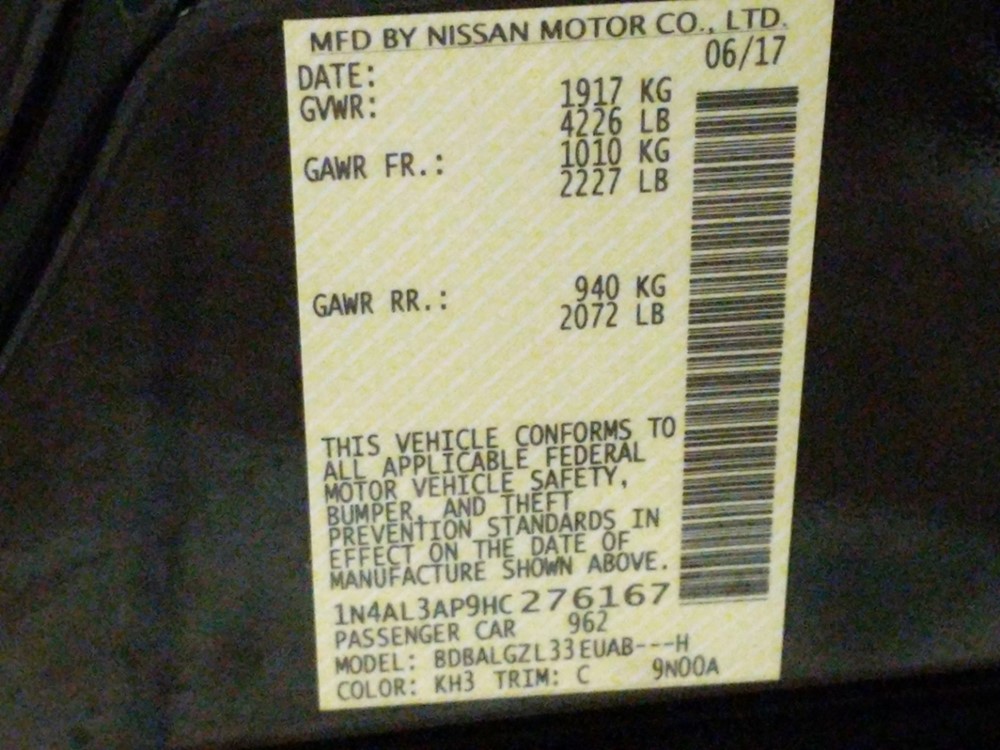 MFD BY NISSAN MOTOR CO., LTD.
DATE: 06/17
GVWR: 1917 KG
4226 LB
GAWR FR.: 1010 KG
2227 LB
GAWR RR.: 940 KG
2072 LB
THIS VEHICLE CONFORMS TO
ALL APPLICABLE FEDERAL
MOTOR VEHICLE SAFETY,
BUMPER, AND THEFT
PREVENTION STANDARDS IN
EFFECT ON THE DATE OF
MANUFACTURE SHOWN ABOVE.
1N4AL3AP9HC276167
PASSENGER CAR 962
MODEL: BDBALGZL33EUAB---H
COLOR: KH3 TRIM: C 9N00A